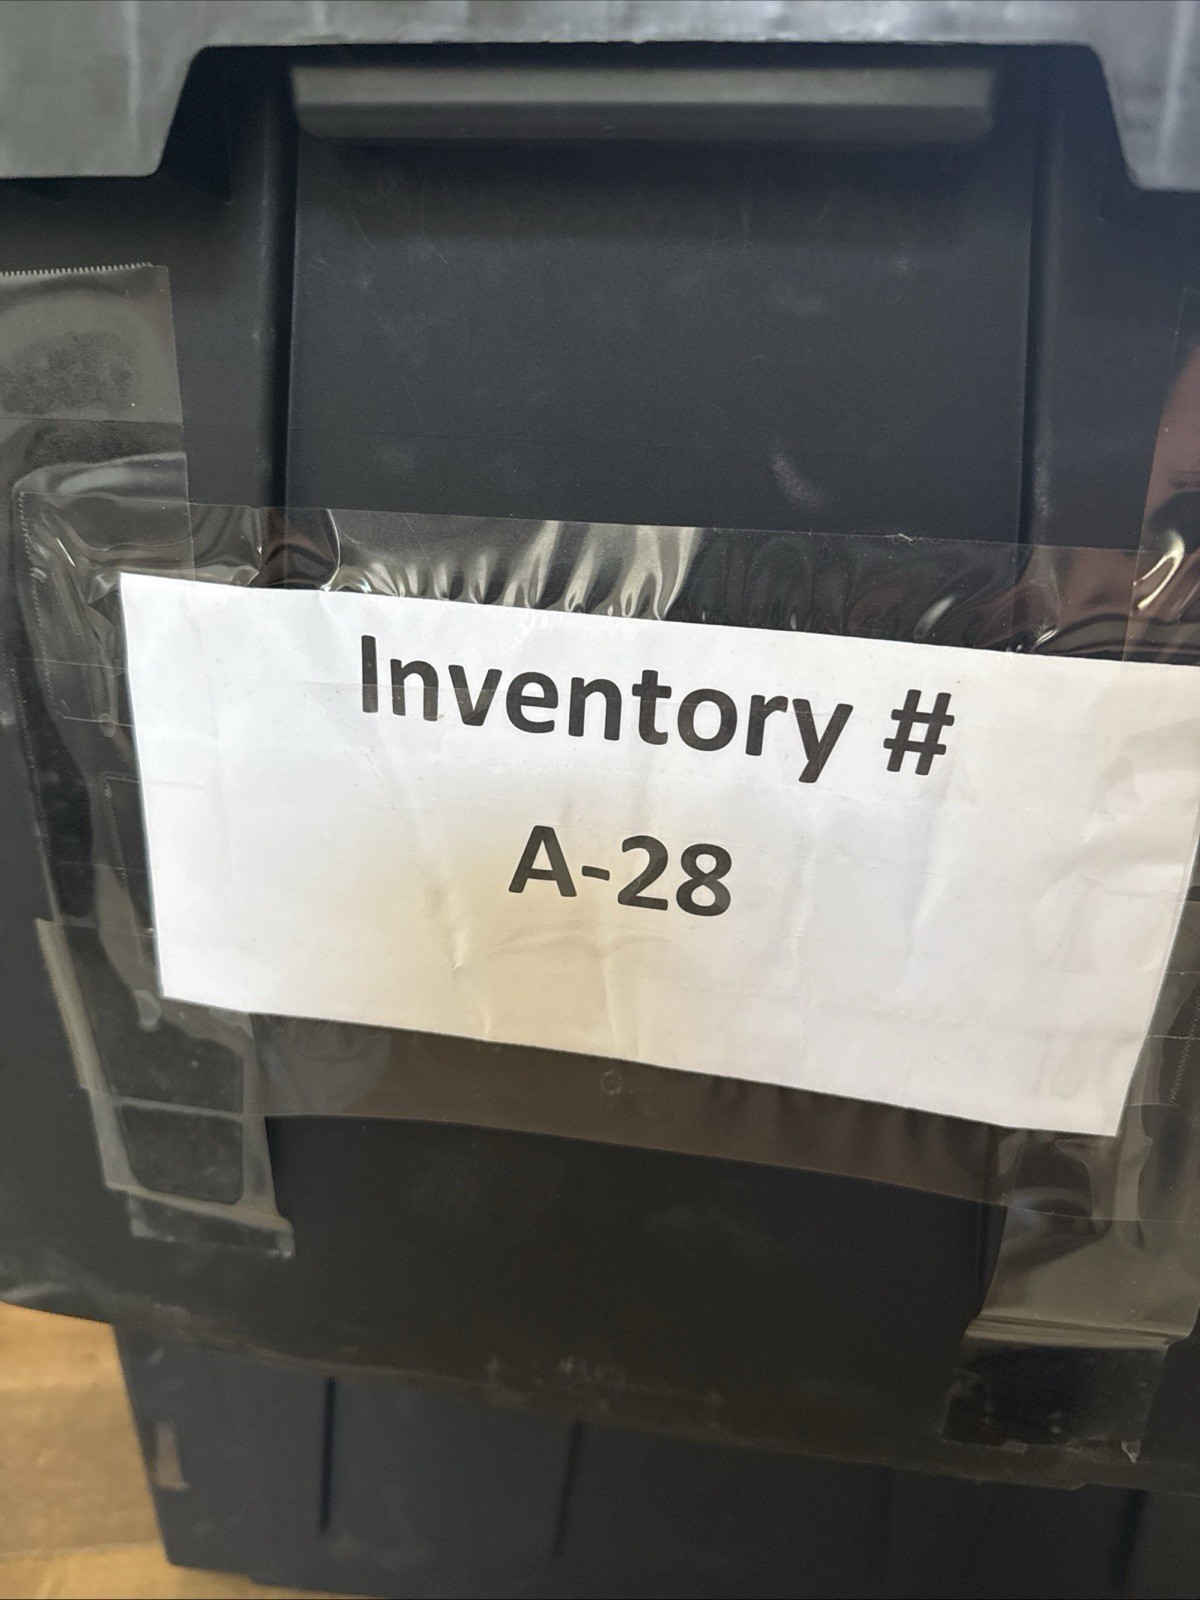 Inventory #
A-28